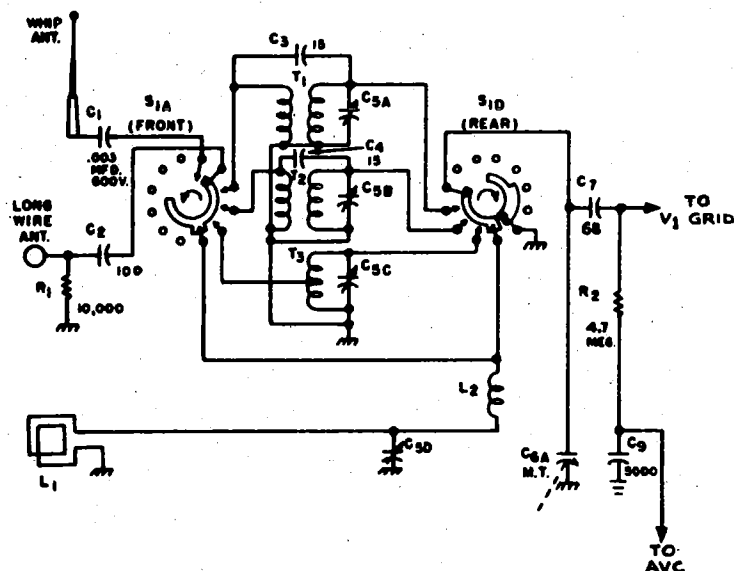 WHIP
ANT.
C1
.003
MFD.
600V.
S1A
(FRONT)
C3 15
T1
C5A
C4
15
T2
C5B
T3
C5C
S1D
(REAR)
C7
68
TO
V1 GRID
LONG
WIRE
ANT.
C2
100
R1
10,000
R2
4.7
MEG.
L2
L1
C5D
C6A
M.T.
C9
5000
TO
AVC